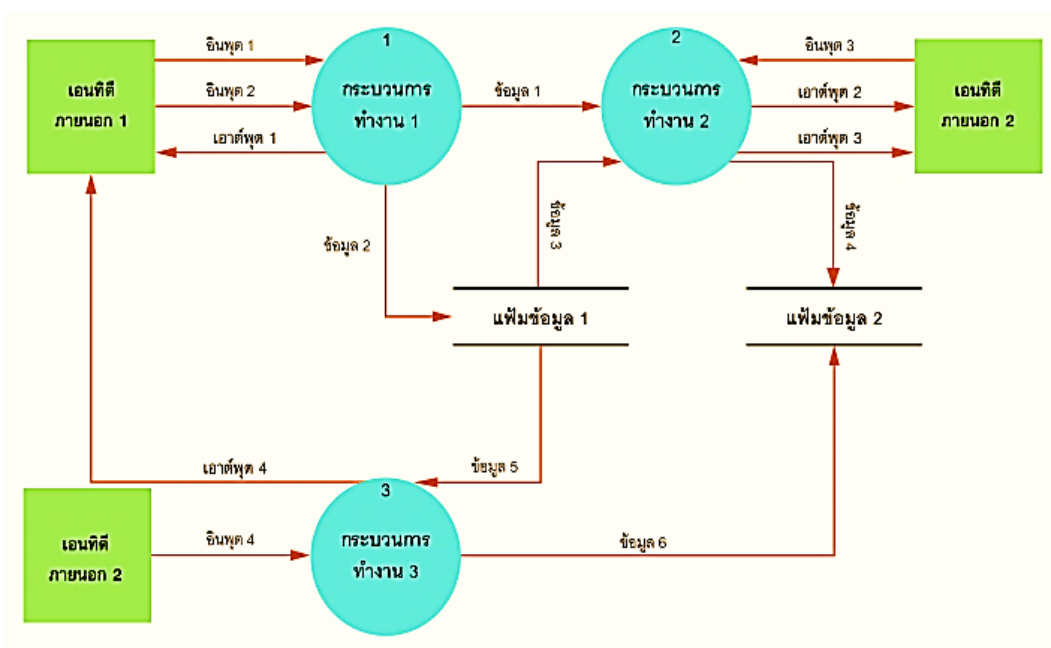 1
2
อินพุต 1
อินพุต 3
เอนทิตี
ภายนอก 1
อินพุต 2
กระบวนการ
ทำงาน 1
ข้อมูล 1
กระบวนการ
ทำงาน 2
เอาต์พุต 2
เอนทิตี
ภายนอก 2
เอาต์พุต 1
เอาต์พุต 3
ข้อมูล 2
ข้อมูล 3
ข้อมูล 4
แฟ้มข้อมูล 1
แฟ้มข้อมูล 2
เอาต์พุต 4
ข้อมูล 5
3
เอนทิตี
ภายนอก 2
อินพุต 4
กระบวนการ
ทำงาน 3
ข้อมูล 6